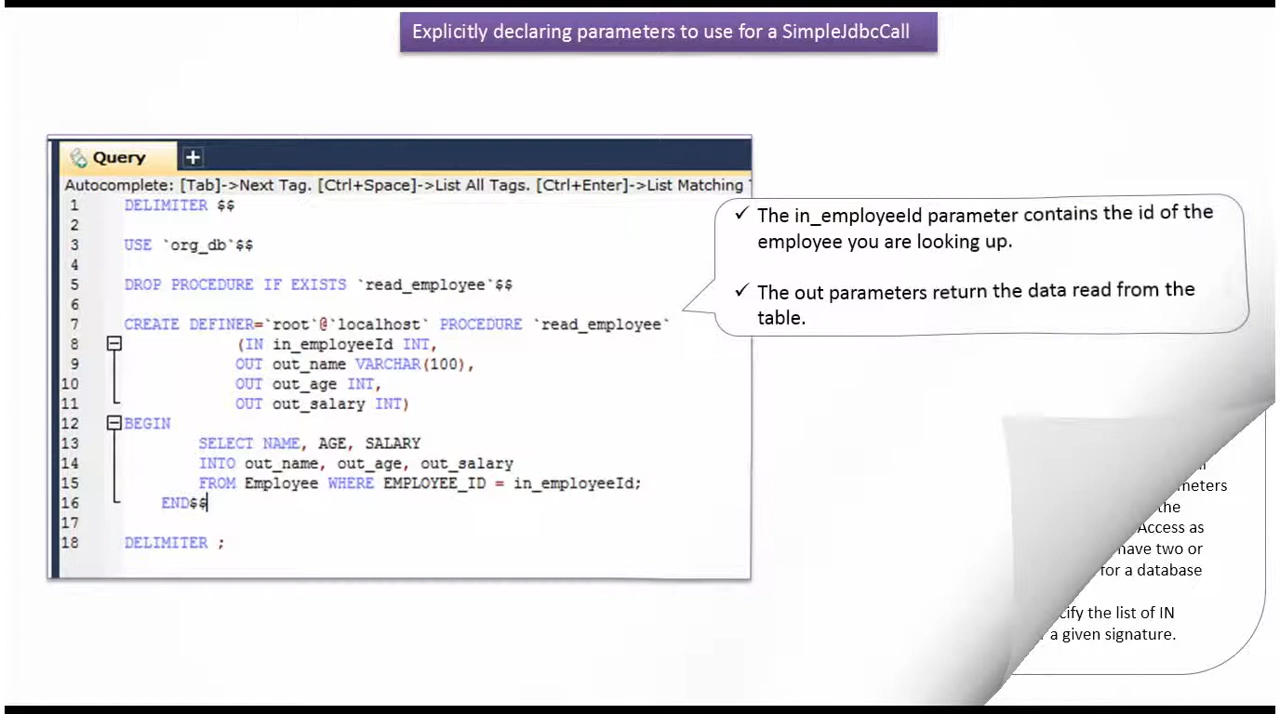 Explicitly declaring parameters to use for a SimpleJdbcCall
Query
Autocomplete: [Tab]->Next Tag. [Ctrl+Space]->List All Tags. [Ctrl+Enter]->List Matching
1 DELIMITER $$
2
3 USE `org_db`$$
4
5 DROP PROCEDURE IF EXISTS `read_employee`$$
6
7 CREATE DEFINER=`root`@`localhost` PROCEDURE `read_employee`
8 (IN in_employeeId INT,
9 OUT out_name VARCHAR(100),
10 OUT out_age INT,
11 OUT out_salary INT)
12 BEGIN
13 SELECT NAME, AGE, SALARY
14 INTO out_name, out_age, out_salary
15 FROM Employee WHERE EMPLOYEE_ID = in_employeeId;
16 END$$
17
18 DELIMITER ;
✓ The in_employeeId parameter contains the id of the
employee you are looking up.
✓ The out parameters return the data read from the
table.
meters
the
Access as
have two or
for a database
cify the list of IN
a given signature.